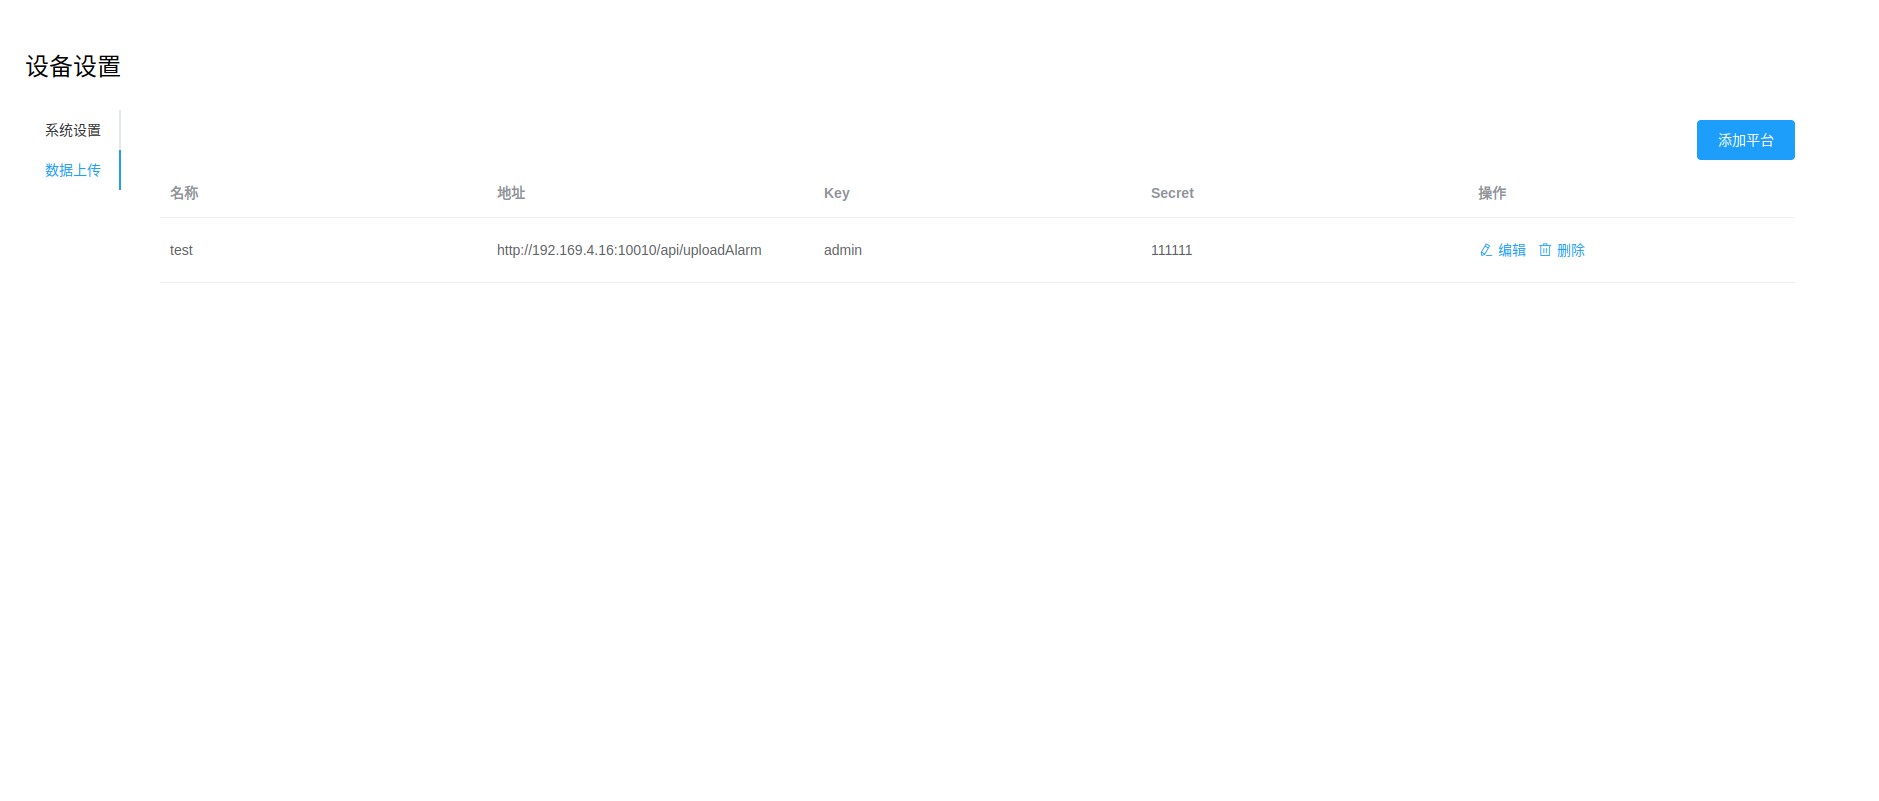 设备设置
系统设置
数据上传
添加平台
名称 地址 Key Secret 操作
test http://192.169.4.16:10010/api/uploadAlarm admin 111111 编辑 删除